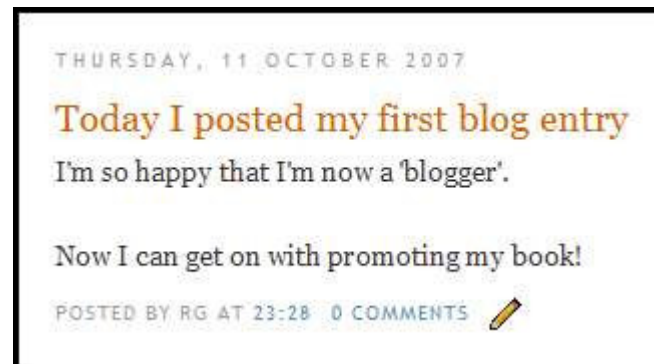 THURSDAY, 11 OCTOBER 2007
Today I posted my first blog entry
I'm so happy that I'm now a 'blogger'.
Now I can get on with promoting my book!
POSTED BY RG AT 23:28 0 COMMENTS